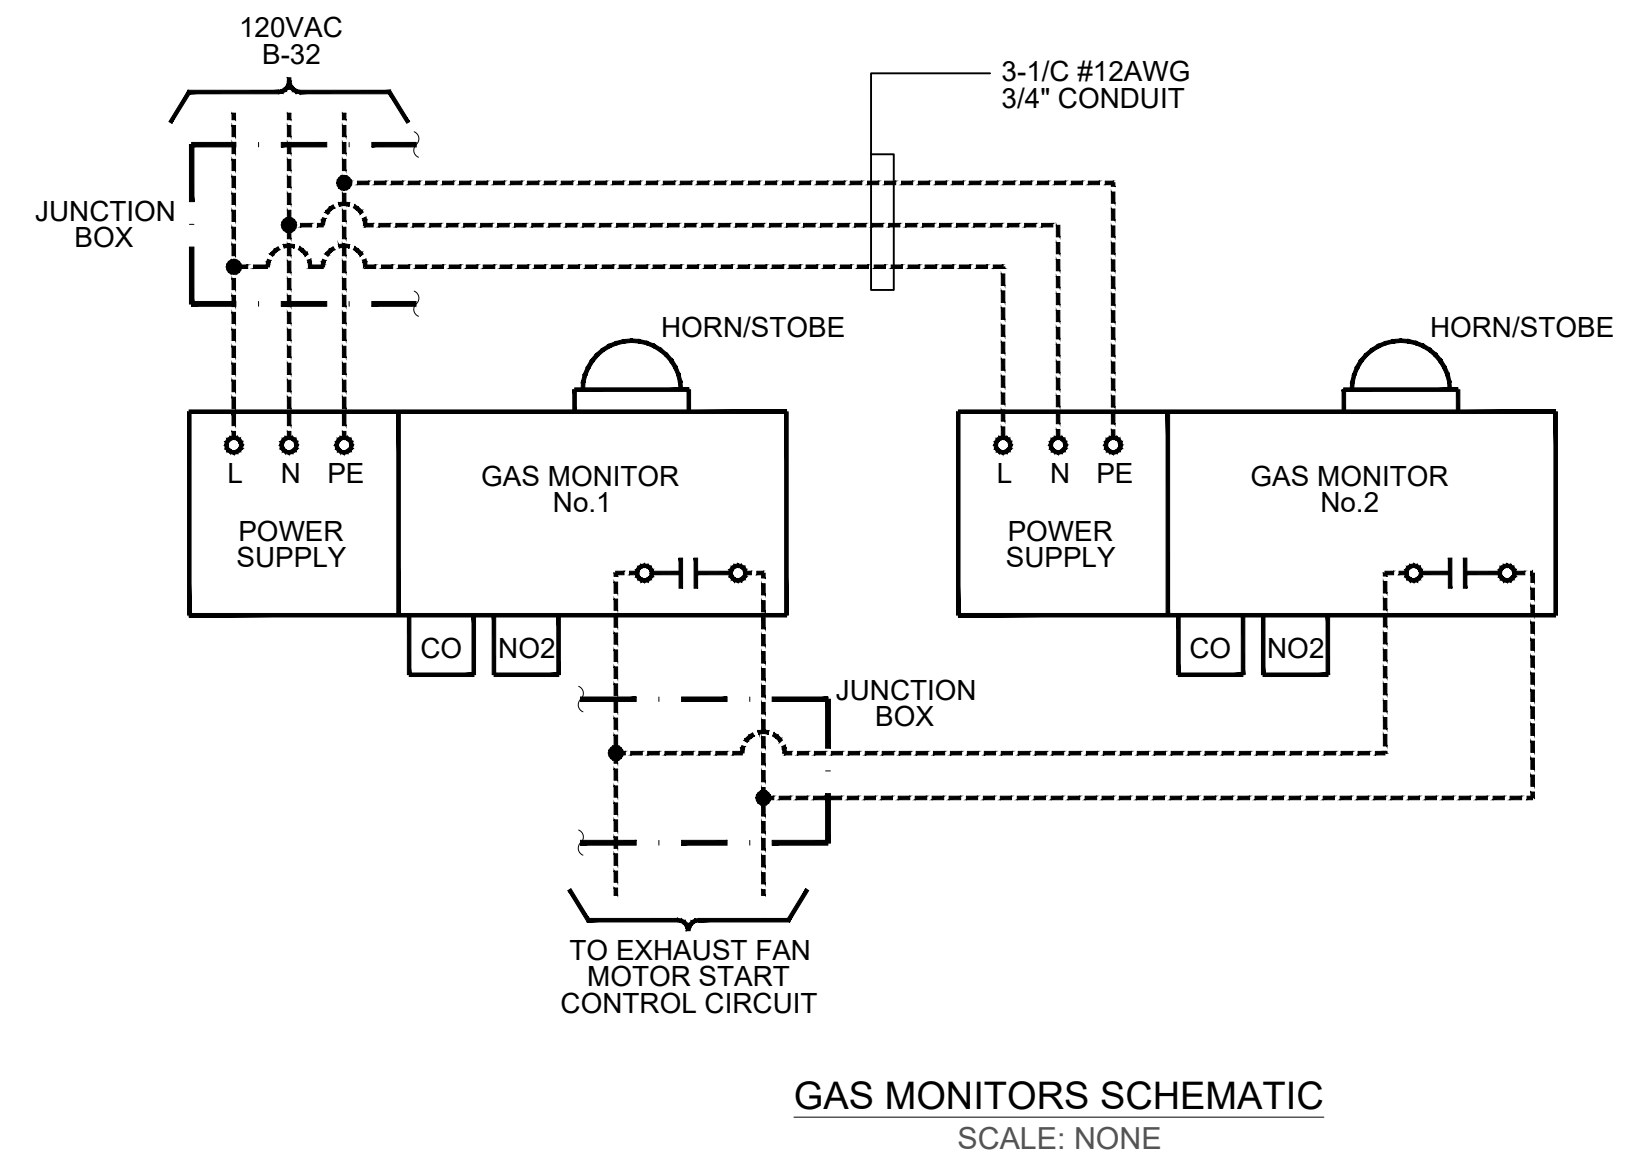 120VAC
B-32
3-1/C #12AWG
3/4" CONDUIT
JUNCTION
BOX
HORN/STOBE
HORN/STOBE
L N PE
POWER
SUPPLY
GAS MONITOR
No.1
L N PE
POWER
SUPPLY
GAS MONITOR
No.2
CO
NO2
CO
NO2
JUNCTION
BOX
TO EXHAUST FAN
MOTOR START
CONTROL CIRCUIT
GAS MONITORS SCHEMATIC
SCALE: NONE